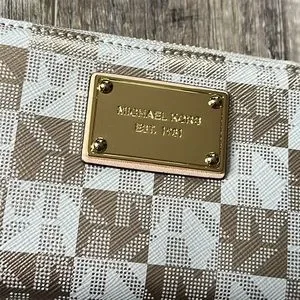 MICHAEL KORS
EST. 1981